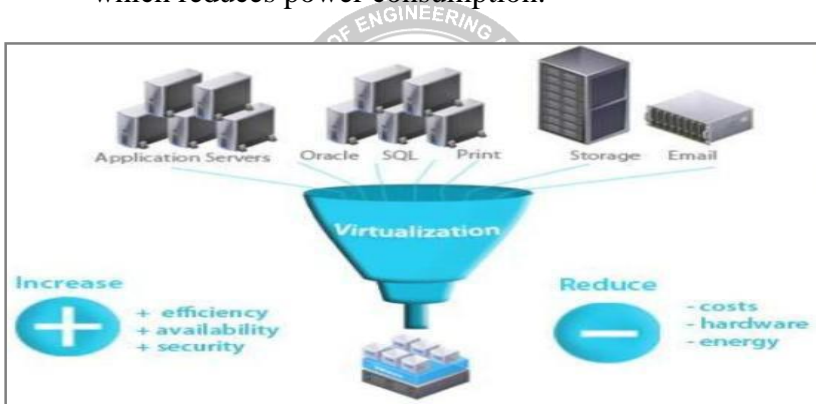 which reduces power consumption.
OF ENGINEERING A
Application Servers Oracle SQL Print Storage Email
Virtualization
Increase
+ efficiency
+ availability
+ security
Reduce
- costs
- hardware
- energy